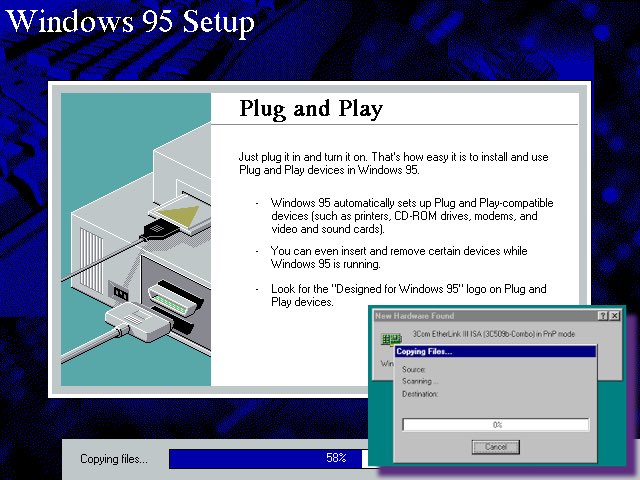 Windows 95 Setup
Plug and Play
Just plug it in and turn it on. That's how easy it is to install and use
Plug and Play devices in Windows 95.
- Windows 95 automatically sets up Plug and Play-compatible
devices (such as printers, CD-ROM drives, modems, and
video and sound cards).
- You can even insert and remove certain devices while
Windows 95 is running.
- Look for the "Designed for Windows 95" logo on Plug and
Play devices.
New Hardware Found
3Com EtherLink III ISA (3C509b-Combo) in PnP mode
Win
Copying Files...
Source:
Scanning ...
Destination:
0%
Cancel
Copying files...
58%